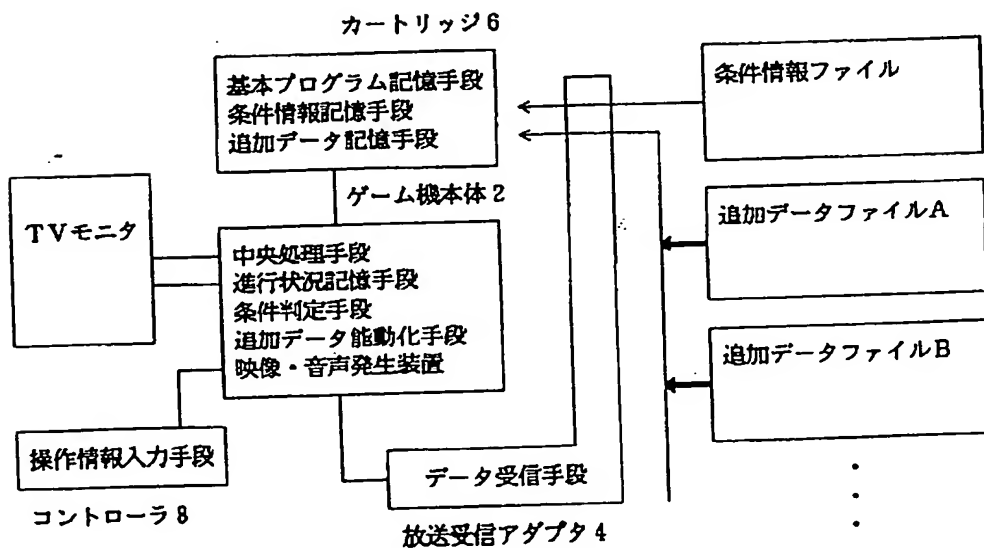 カートリッジ6
基本プログラム記憶手段
条件情報記憶手段
追加データ記憶手段
ゲーム機本体2
TVモニタ
中央処理手段
進行状況記憶手段
条件判定手段
追加データ能動化手段
映像・音声発生装置
操作情報入力手段
コントローラ8
データ受信手段
放送受信アダプタ4
条件情報ファイル
追加データファイルA
追加データファイルB